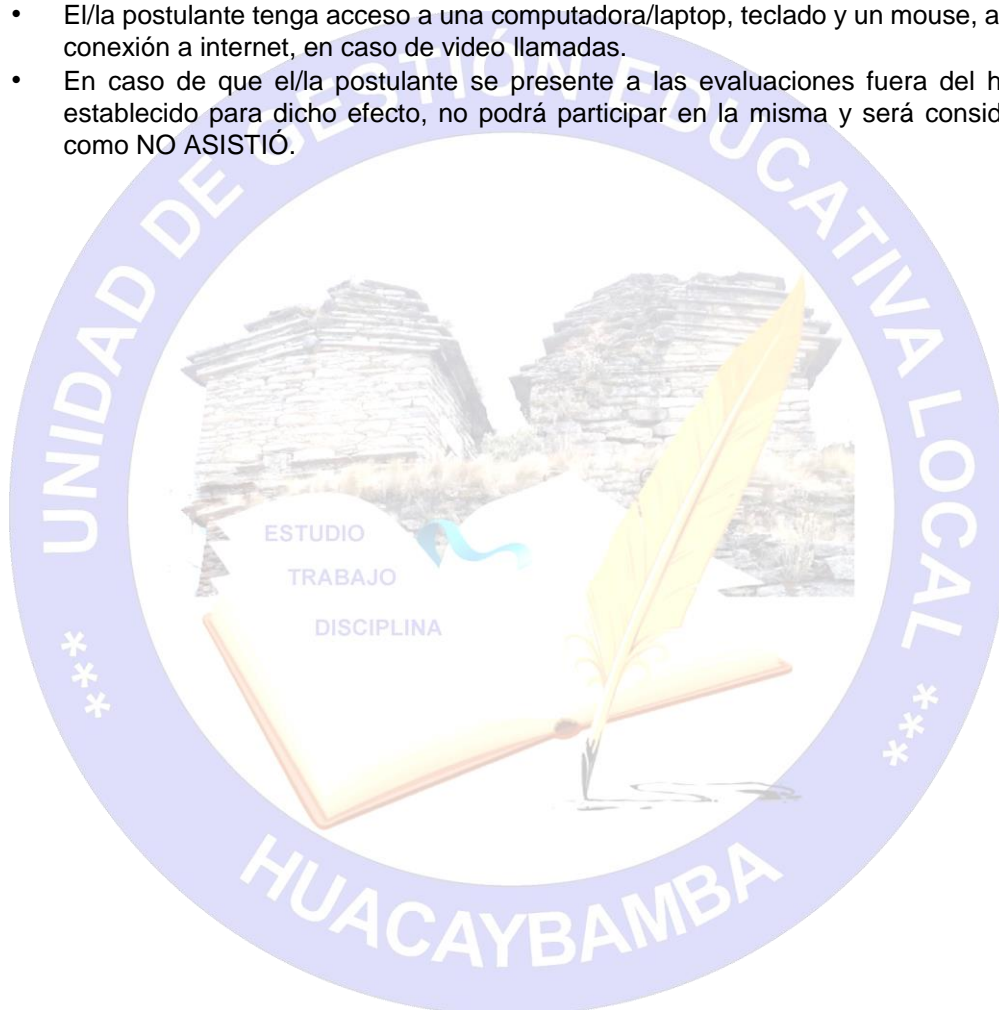 • El/la postulante tenga acceso a una computadora/laptop, teclado y un mouse, a
conexión a internet, en caso de video llamadas.
• En caso de que el/la postulante se presente a las evaluaciones fuera del h
establecido para dicho efecto, no podrá participar en la misma y será consid
como NO ASISTIÓ.
UNIDAD DE GESTIÓN EDUCATIVA LOCAL
ESTUDIO
TRABAJO
DISCIPLINA
*** ***
HUACAYBAMBA